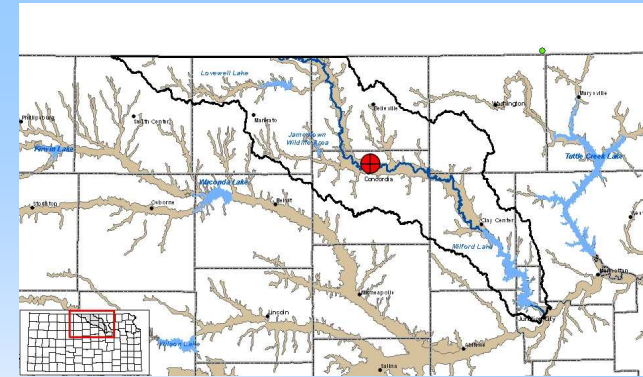 Lovewell Lake
Marysville
Phillipsburg
Smith Center
Mankato
Belleville
Washington
Jamestown
Wildlife Area
Kirwin Lake
Concordia
Tuttle Creek Lake
Waconda Lake
Stockton
Osborne
Beloit
Clay Center
Milford Lake
Manhattan
Minneapolis
Junction City
Lincoln
Wilson Lake
Abilene
Salina